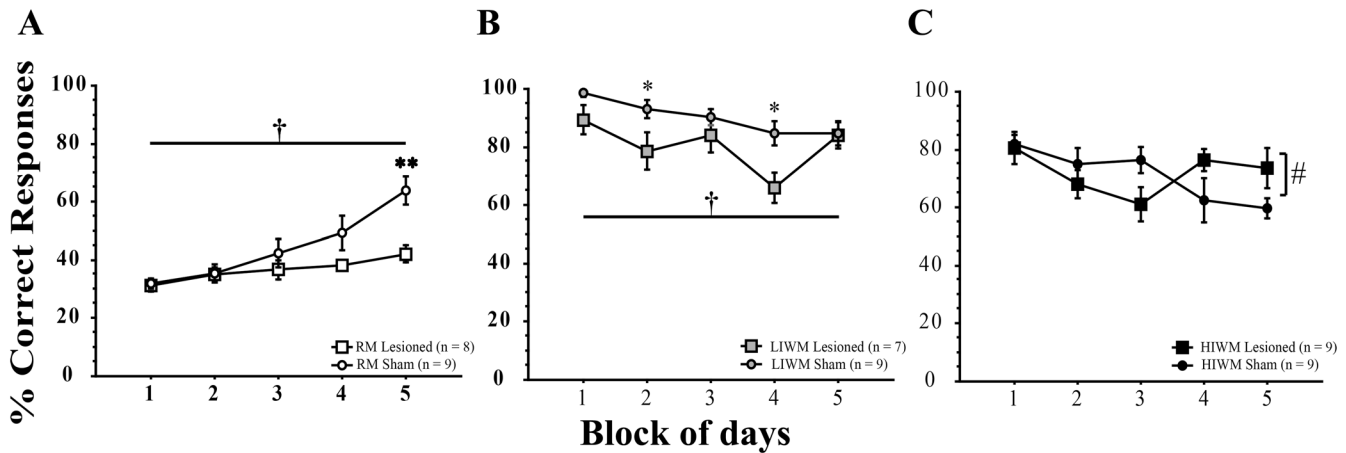 A
B
C
% Correct Responses
100
80
60
40
20
0
†
**
RM Lesioned (n = 8)
RM Sham (n = 9)
1 2 3 4 5
100
80
60
40
20
0
*
*
†
LIWM Lesioned (n = 7)
LIWM Sham (n = 9)
1 2 3 4 5
100
80
60
40
20
0
#
HIWM Lesioned (n = 9)
HIWM Sham (n = 9)
1 2 3 4 5
Block of days